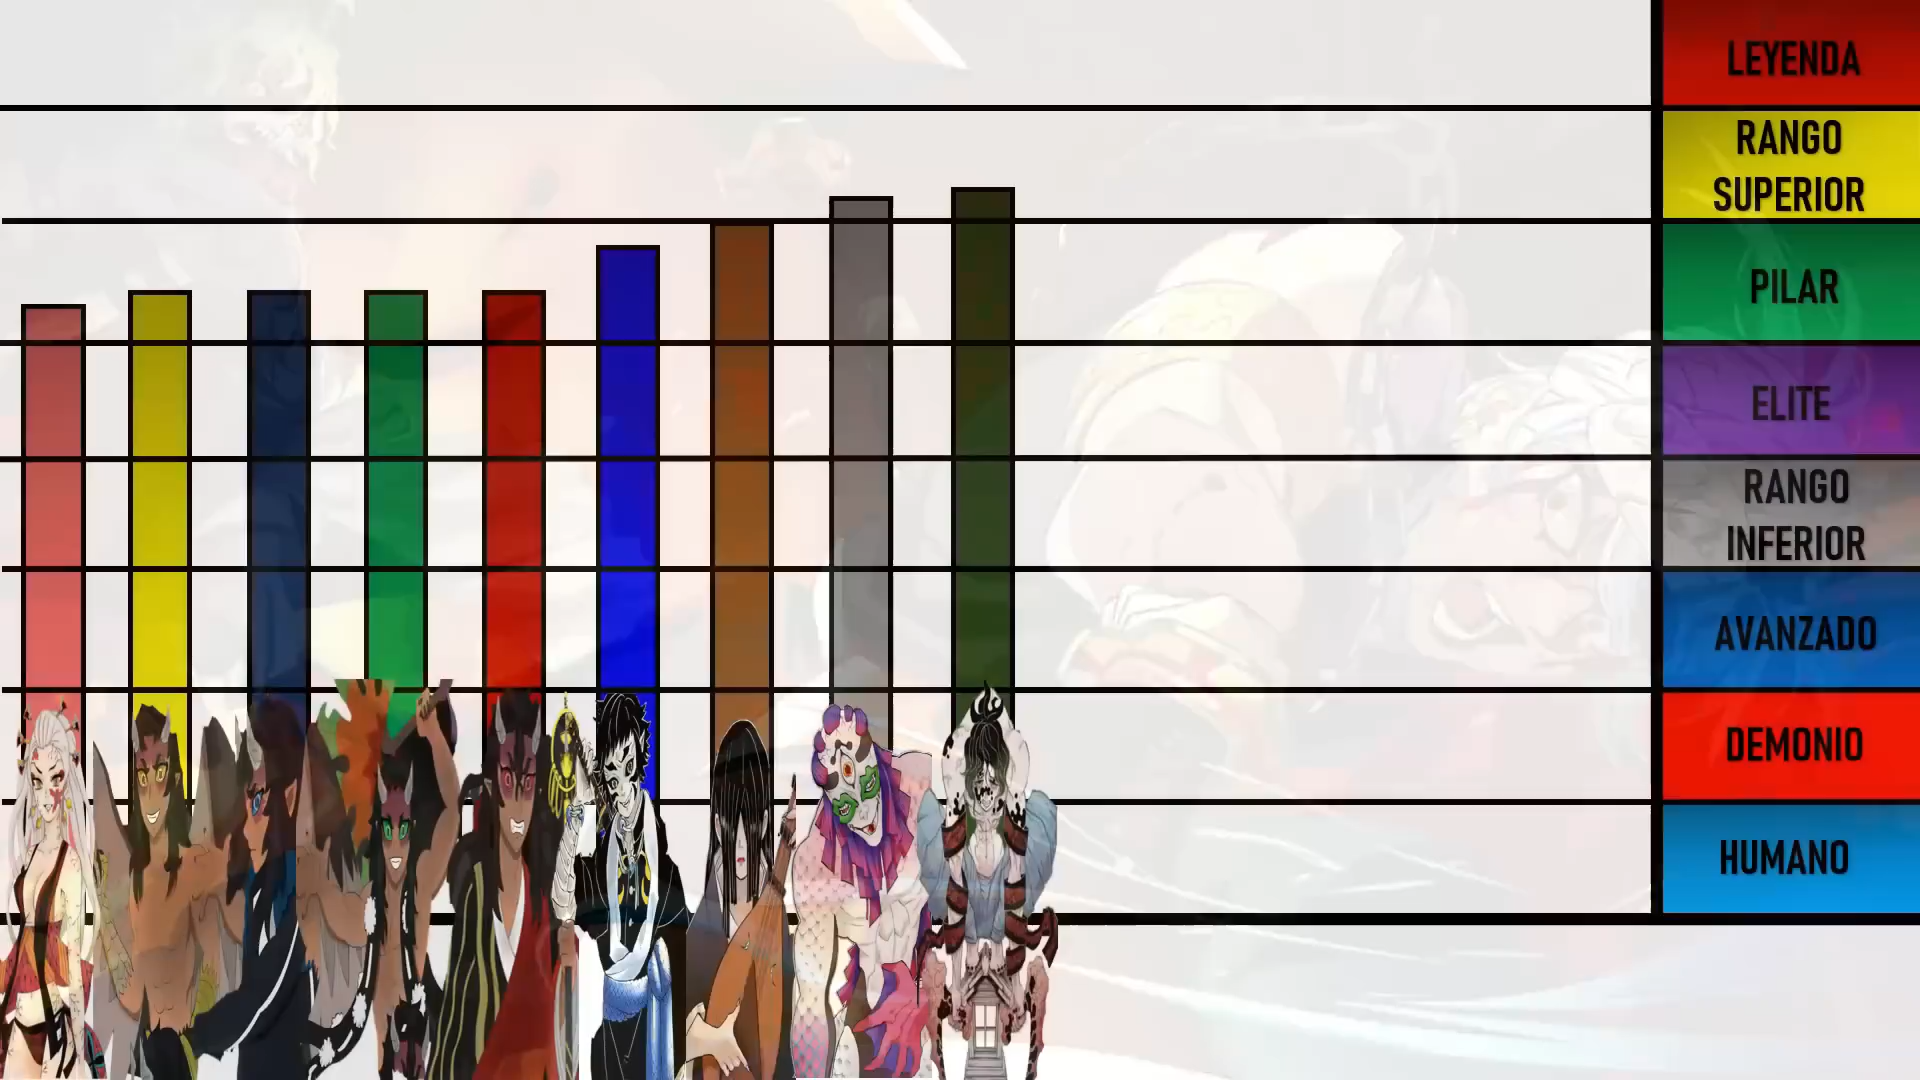 LEYENDA
RANGO
SUPERIOR
PILAR
ELITE
RANGO
INFERIOR
AVANZADO
DEMONIO
HUMANO